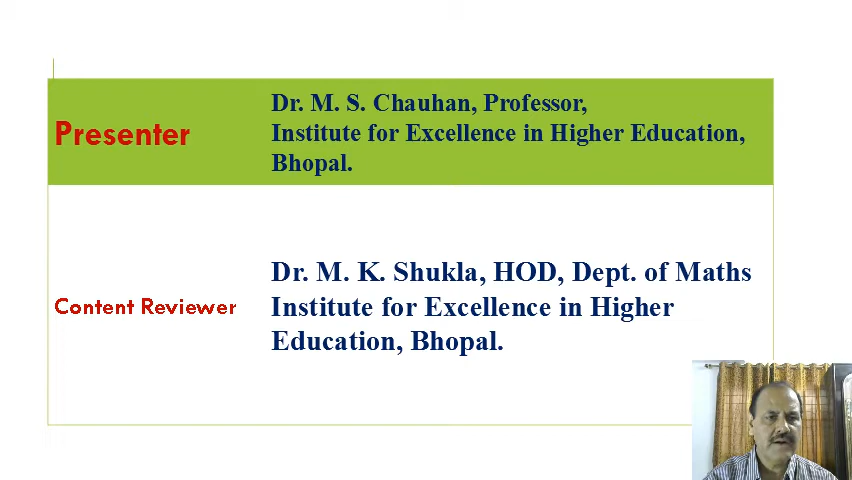 Presenter
Dr. M. S. Chauhan, Professor,
Institute for Excellence in Higher Education,
Bhopal.
Content Reviewer
Dr. M. K. Shukla, HOD, Dept. of Maths
Institute for Excellence in Higher
Education, Bhopal.